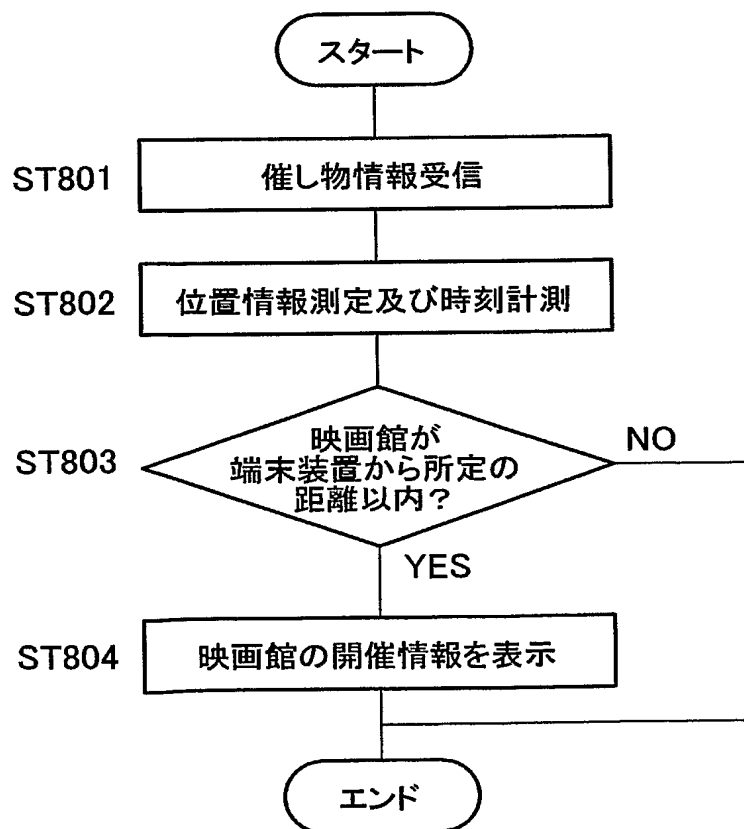 スタート
ST801
催し物情報受信
ST802
位置情報測定及び時刻計測
ST803
映画館が
端末装置から所定の
距離以内？
NO
YES
ST804
映画館の開催情報を表示
エンド